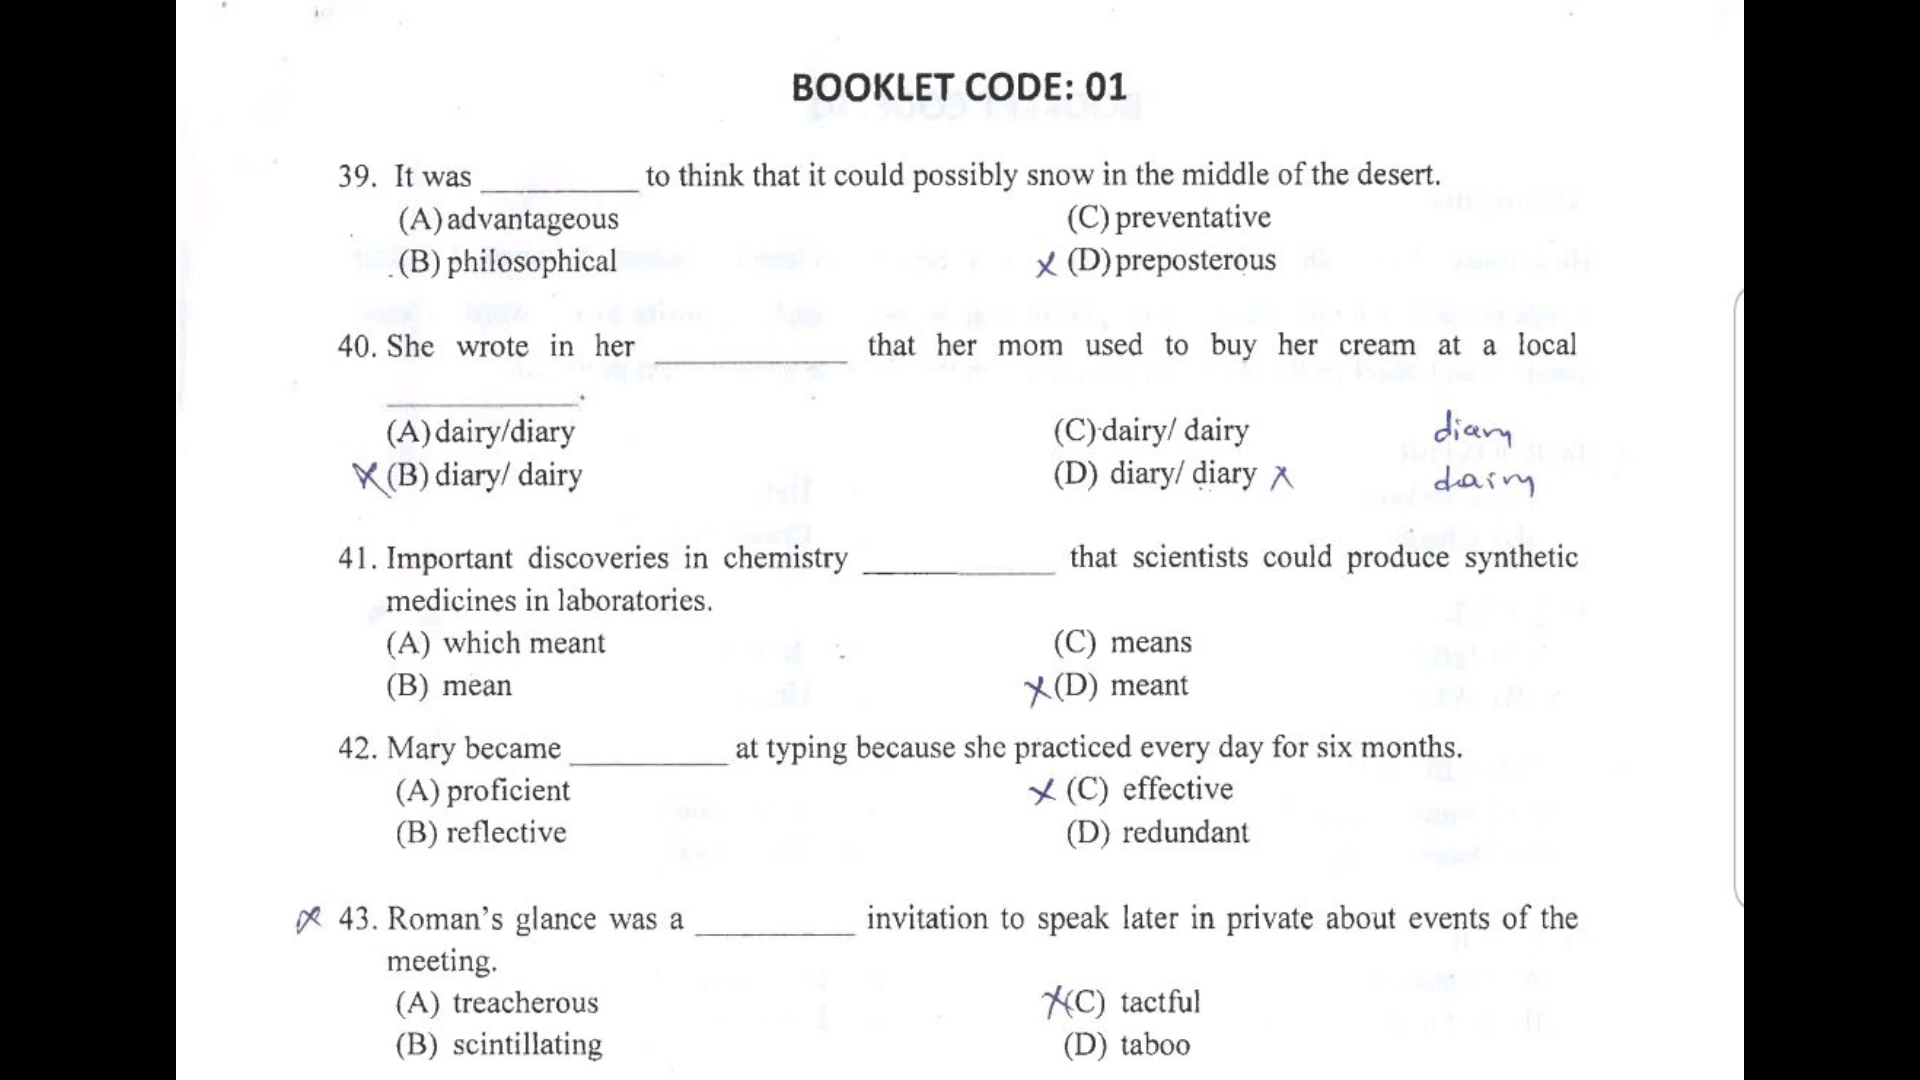 BOOKLET CODE: 01
39. It was __________ to think that it could possibly snow in the middle of the desert.
(A) advantageous (C) preventative
(B) philosophical x (D) preposterous
40. She wrote in her ____________ that her mom used to buy her cream at a local
____________.
(A) dairy/diary (C) dairy/ dairy diary
x (B) diary/ dairy (D) diary/ diary x dairy
41. Important discoveries in chemistry ____________ that scientists could produce synthetic
medicines in laboratories.
(A) which meant (C) means
(B) mean x (D) meant
42. Mary became __________ at typing because she practiced every day for six months.
(A) proficient x (C) effective
(B) reflective (D) redundant
x 43. Roman's glance was a __________ invitation to speak later in private about events of the
meeting.
(A) treacherous x (C) tactful
(B) scintillating (D) taboo